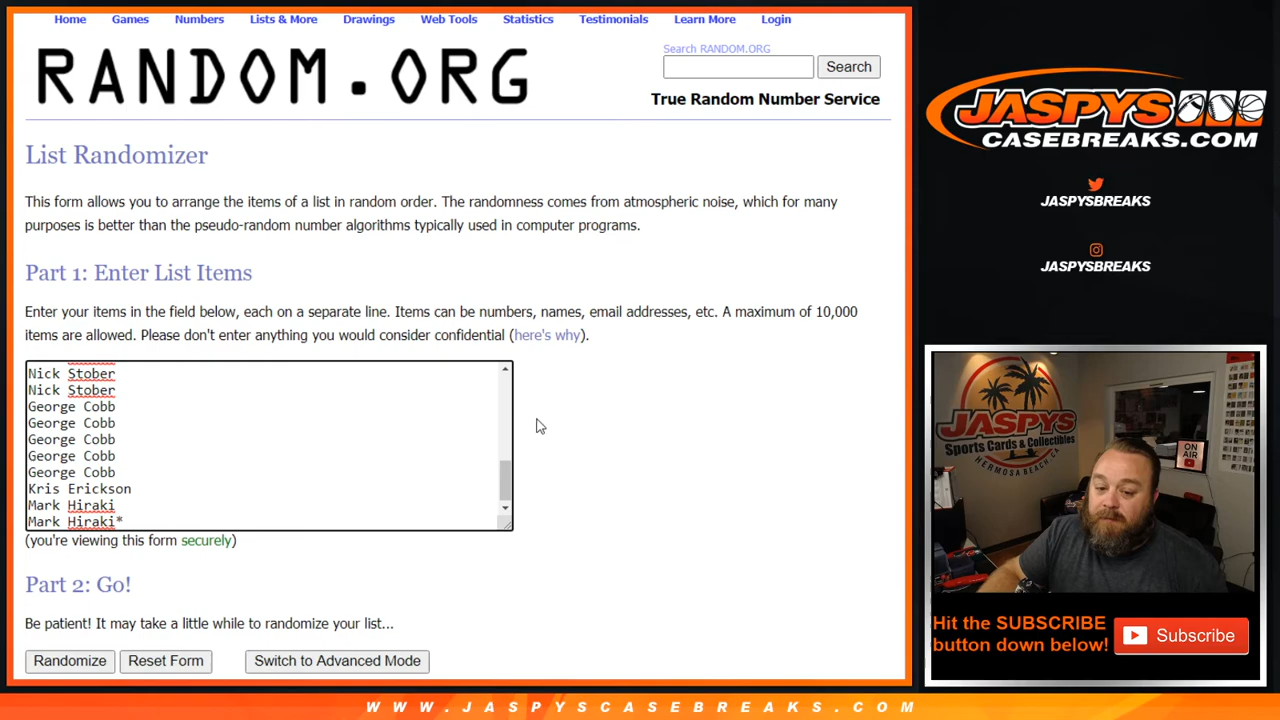 Home Games Numbers Lists & More Drawings Web Tools Statistics Testimonials Learn More Login
RANDOM.ORG
Search RANDOM.ORG
Search
True Random Number Service
List Randomizer
This form allows you to arrange the items of a list in random order. The randomness comes from atmospheric noise, which for many
purposes is better than the pseudo-random number algorithms typically used in computer programs.
Part 1: Enter List Items
Enter your items in the field below, each on a separate line. Items can be numbers, names, email addresses, etc. A maximum of 10,000
items are allowed. Please don't enter anything you would consider confidential (here's why).
Nick Stober
Nick Stober
George Cobb
George Cobb
George Cobb
George Cobb
George Cobb
Kris Erickson
Mark Hiraki
Mark Hiraki*
(you're viewing this form securely)
Part 2: Go!
Be patient! It may take a little while to randomize your list...
Randomize Reset Form Switch to Advanced Mode
JASPYS
CASEBREAKS.COM
JASPYSBREAKS
JASPYSBREAKS
JASPYS
Sports Cards & Collectibles
HERMOSA BEACH, CA
ON
AIR
Hit the SUBSCRIBE
button down below!
Subscribe
WWW.JASPYSCASEBREAKS.COM